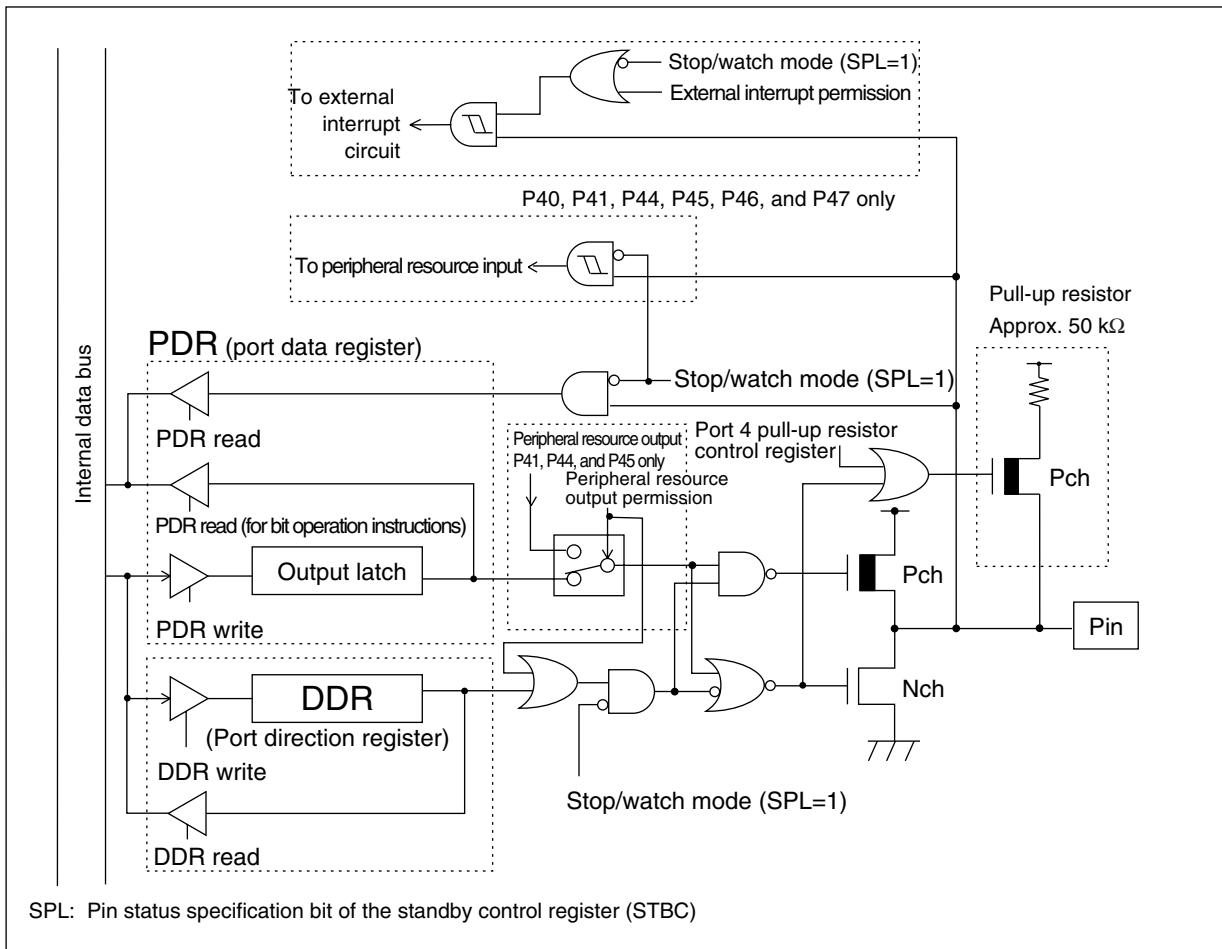 Stop/watch mode (SPL=1)
External interrupt permission
To external
interrupt
circuit
P40, P41, P44, P45, P46, and P47 only
To peripheral resource input
Pull-up resistor
Approx. 50 kΩ
Internal data bus
PDR (port data register)
Stop/watch mode (SPL=1)
PDR read
Peripheral resource output
P41, P44, and P45 only
Peripheral resource
output permission
Port 4 pull-up resistor
control register
Pch
PDR read (for bit operation instructions)
Output latch
Pch
PDR write
Pin
DDR
Nch
(Port direction register)
DDR write
Stop/watch mode (SPL=1)
DDR read
SPL: Pin status specification bit of the standby control register (STBC)